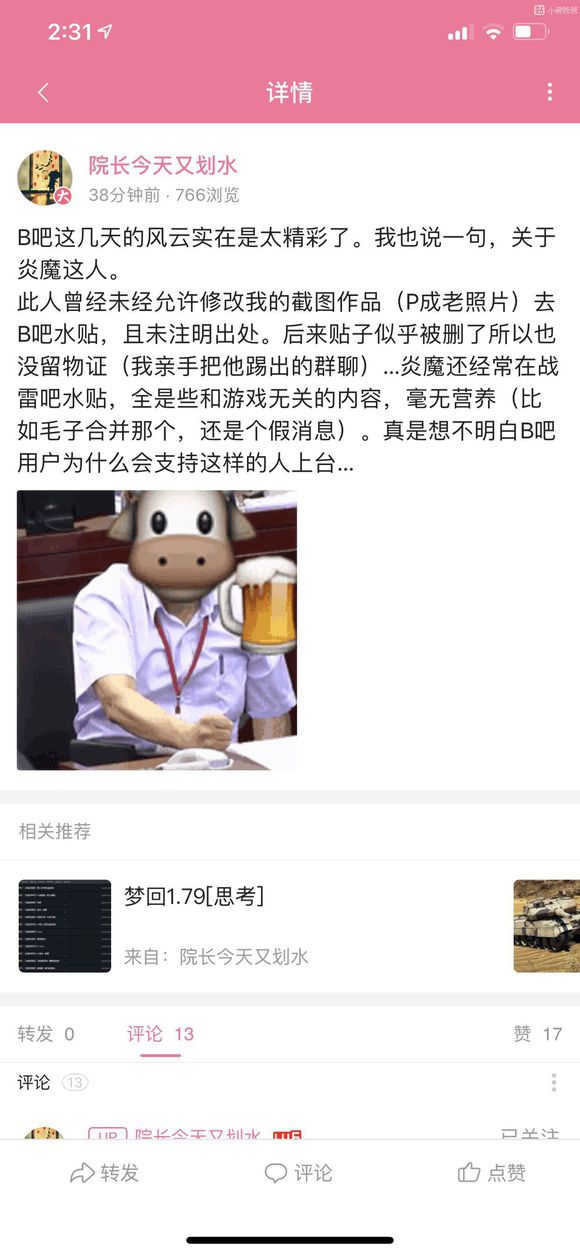 小佛爸爸
2:31
详情
院长今天又划水
大
38分钟前 · 766浏览
B吧这几天的风云实在是太精彩了。我也说一句，关于
炎魔这人。
此人曾经未经允许修改我的截图作品（P成老照片）去
B吧水贴，且未注明出处。后来贴子似乎被删了所以也
没留物证（我亲手把他踢出的群聊）...炎魔还经常在战
雷吧水贴，全是些和游戏无关的内容，毫无营养（比
如毛子合并那个，还是个假消息）。真是想不明白B吧
用户为什么会支持这样的人上台...
相关推荐
梦回1.79[思考]
来自：院长今天又划水
转发 0 评论 13 赞 17
评论 13
UP 院长今天又划水 已关注
转发 评论 点赞